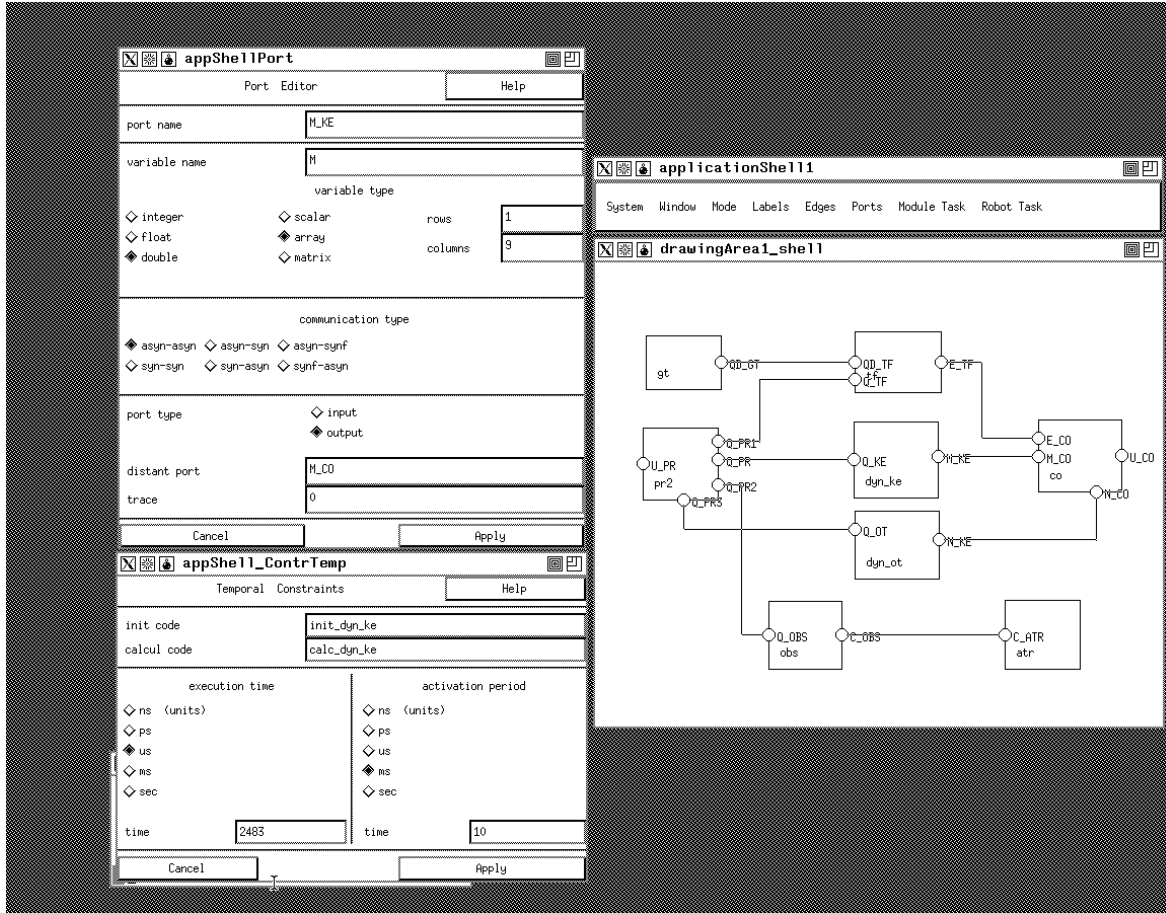 appShellPort
Port Editor Help
port name M_KE
variable name M
variable type
integer scalar rows 1
float array
columns 9
double matrix
communication type
asyn-asyn asyn-syn asyn-synf
syn-syn syn-asyn synf-asyn
port type input
output
distant port M_CO
trace 0
Cancel Apply
appShell_ContrTemp
Temporal Constraints Help
init code init_dyn_ke
calcul code calc_dyn_ke
execution time activation period
ns (units) ns (units)
ps ps
us us
ms ms
sec sec
time 2483 time 10
Cancel Apply
applicationShell1
System Window Mode Labels Edges Ports Module Task Robot Task
drawingArea1_shell
QD_GT QD_TF E_TF
gt tf
Q_TF
Q_PR1 E_CO
U_PR Q_PR Q_KE M_KE M_CO U_CO
pr2 dyn_ke co
Q_PR2
Q_PR3 N_CO
Q_OT N_KE
dyn_ot
Q_OBS C_OBS C_ATR
obs atr